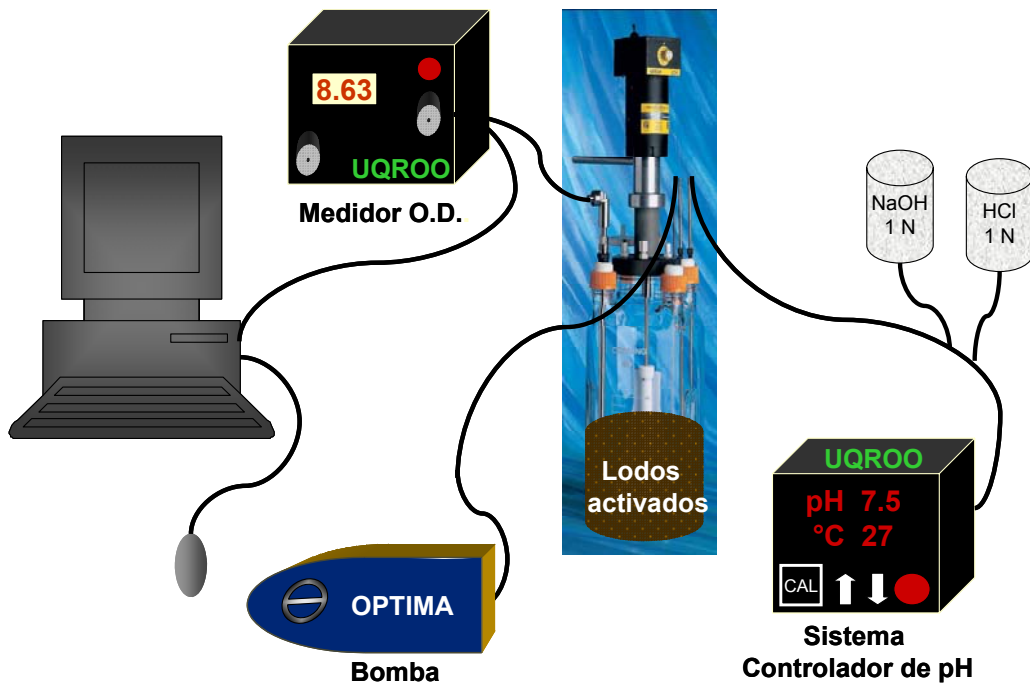 8.63
UQROO
Medidor O.D.
NaOH
1 N
HCl
1 N
Lodos
activados
OPTIMA
Bomba
UQROO
pH 7.5
°C 27
CAL
Sistema
Controlador de pH